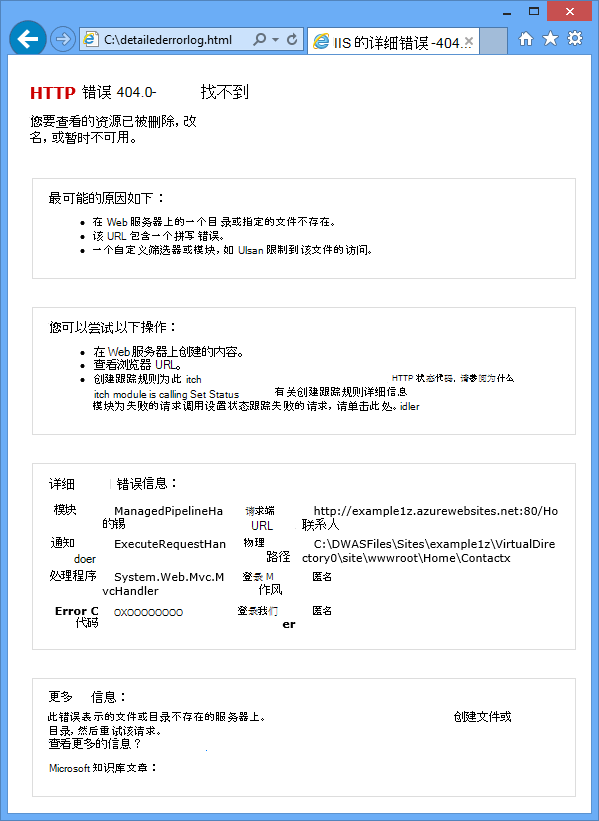 C:\detailederrorlog.html
IIS 的详细错误 -404...
HTTP 错误 404.0- 找不到
您要查看的资源已被删除，改
名，或暂时不可用。
最可能的原因如下：
在 Web 服务器上的一个目录或指定的文件不存在。
该 URL 包含一个拼写错误。
一个自定义筛选器或模块，如 Ulsan 限制到该文件的访问。
您可以尝试以下操作：
在 Web 服务器上创建的内容。
查看浏览器 URL。
创建跟踪规则为此 itch HTTP 状态代码，请参阅为什么
itch module is calling Set Status 有关创建跟踪规则详细信息
模块为失败的请求调用设置状态跟踪失败的请求，请单击此处。idler
详细 错误信息：
模块 ManagedPipelineHa 请求端 http://example1z.azurewebsites.net:80/Ho
的锡 URL 联系人
通知 ExecuteRequestHan 物理 C:\DWASFiles\Sites\example1z\VirtualDire
doer 路径 ctory0\site\wwwroot\Home\Contactx
处理程序 System.Web.Mvc.M 登录 M 匿名
vcHandler 作风
Error C 0X00000000 登录我们 匿名
代码 er
更多 信息：
此错误表示的文件或目录不存在的服务器上。 创建文件或
目录，然后重试该请求。
查看更多的信息？
Microsoft 知识库文章：